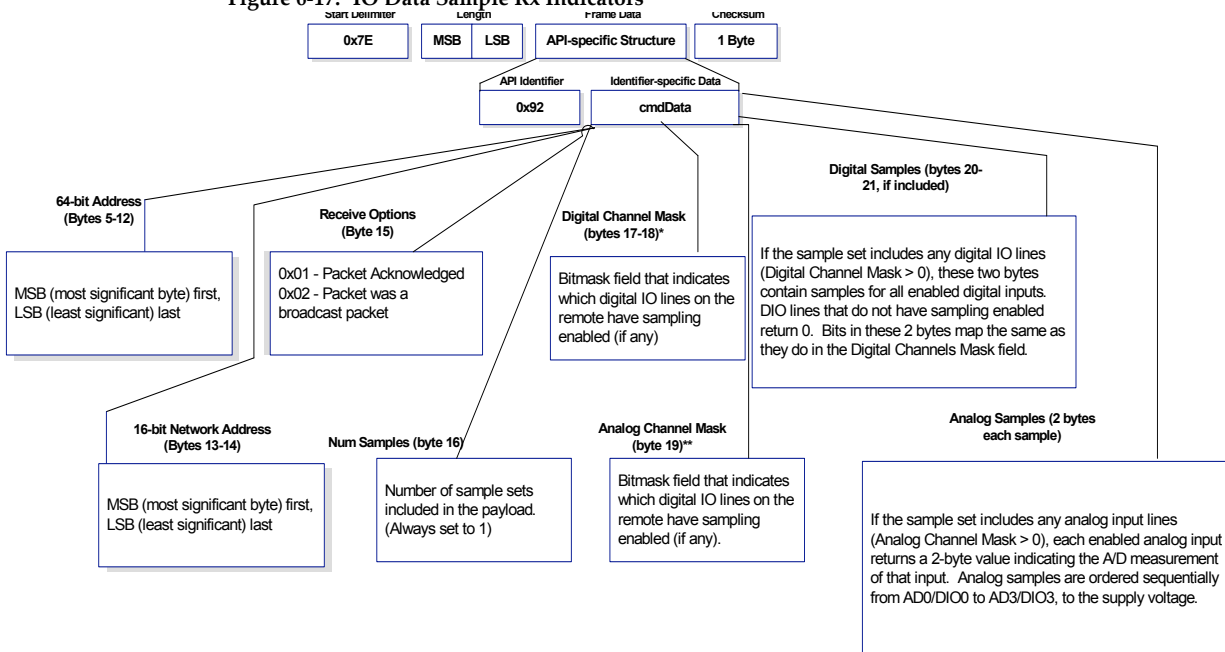 Figure 6-17. IO Data Sample Rx Indicators
Start Delimiter
Length
Frame Data
Checksum
0x7E
MSB
LSB
API-specific Structure
1 Byte
API Identifier
Identifier-specific Data
0x92
cmdData
64-bit Address
(Bytes 5-12)
MSB (most significant byte) first,
LSB (least significant) last
Receive Options
(Byte 15)
0x01 - Packet Acknowledged
0x02 - Packet was a
broadcast packet
Digital Channel Mask
(bytes 17-18)*
Bitmask field that indicates
which digital IO lines on the
remote have sampling
enabled (if any)
Digital Samples (bytes 20-
21, if included)
If the sample set includes any digital IO lines
(Digital Channel Mask > 0), these two bytes
contain samples for all enabled digital inputs.
DIO lines that do not have sampling enabled
return 0. Bits in these 2 bytes map the same as
they do in the Digital Channels Mask field.
16-bit Network Address
(Bytes 13-14)
MSB (most significant byte) first,
LSB (least significant) last
Num Samples (byte 16)
Number of sample sets
included in the payload.
(Always set to 1)
Analog Channel Mask
(byte 19)**
Bitmask field that indicates
which digital IO lines on the
remote have sampling
enabled (if any).
Analog Samples (2 bytes
each sample)
If the sample set includes any analog input lines
(Analog Channel Mask > 0), each enabled analog input
returns a 2-byte value indicating the A/D measurement
of that input. Analog samples are ordered sequentially
from AD0/DIO0 to AD3/DIO3, to the supply voltage.